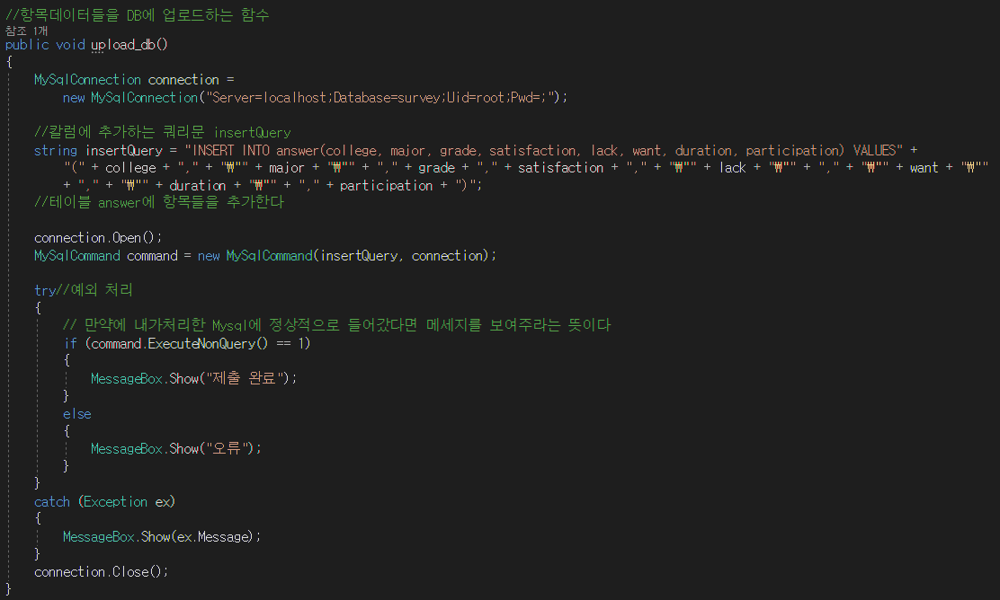 //항목데이터들을 DB에 업로드하는 함수
참조 1개
public void upload_db()
{
MySqlConnection connection =
new MySqlConnection("Server=localhost;Database=survey;Uid=root;Pwd=;");
//칼럼에 추가하는 쿼리문 insertQuery
string insertQuery = "INSERT INTO answer(college, major, grade, satisfaction, lack, want, duration, participation) VALUES" +
"(" + college + "," + "₩"" + major + "₩"" + "," + grade + "," + satisfaction + "," + "₩"" + lack + "₩"" + "," + "₩"" + want + "₩""
+ "," + "₩"" + duration + "₩"" + "," + participation + ")";
//테이블 answer에 항목들을 추가한다
connection.Open();
MySqlCommand command = new MySqlCommand(insertQuery, connection);
try//예외 처리
{
// 만약에 내가처리한 Mysql에 정상적으로 들어갔다면 메세지를 보여주라는 뜻이다
if (command.ExecuteNonQuery() == 1)
{
MessageBox.Show("제출 완료");
}
else
{
MessageBox.Show("오류");
}
}
catch (Exception ex)
{
MessageBox.Show(ex.Message);
}
connection.Close();
}